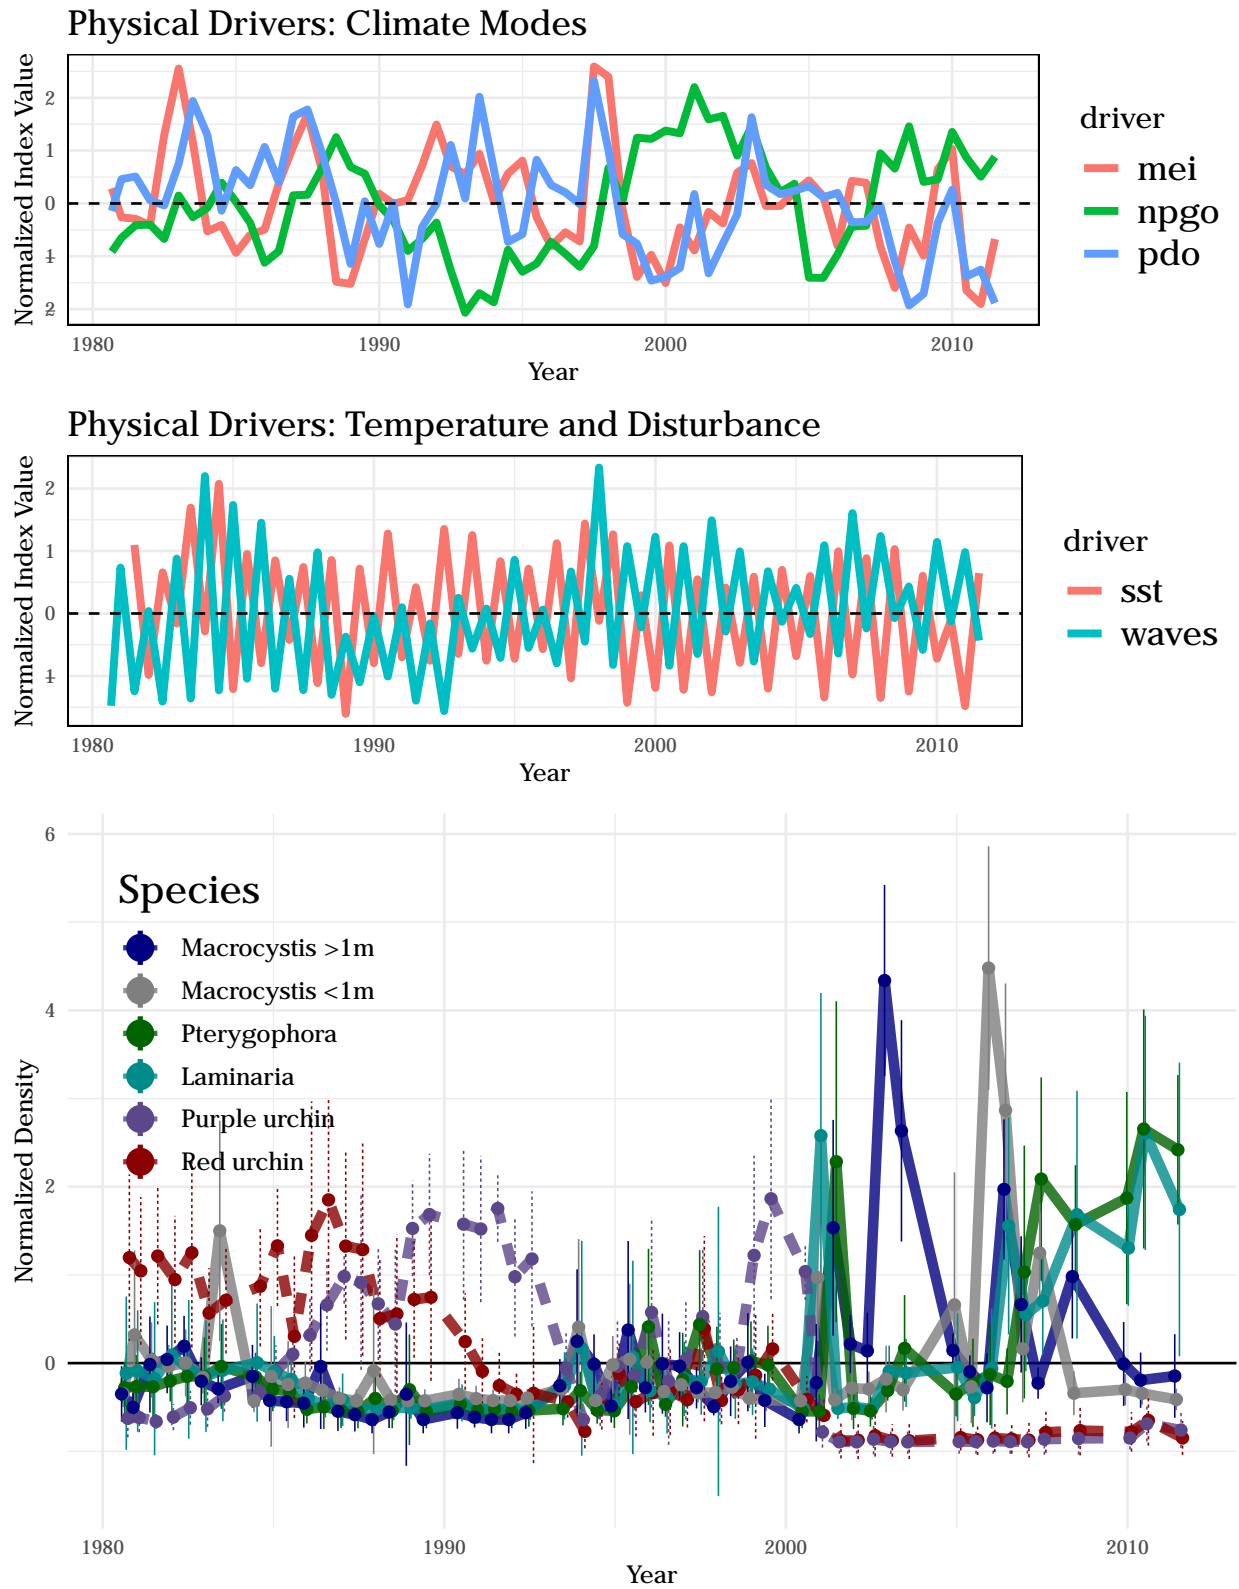 Physical Drivers: Climate Modes
Normalized Index Value
2
1
0
1
2
1980
1990
2000
2010
Year
driver
mei
npgo
pdo
Physical Drivers: Temperature and Disturbance
Normalized Index Value
2
1
0
1
1980
1990
2000
2010
Year
driver
sst
waves
Normalized Density
6
4
2
0
Species
Macrocystis >1m
Macrocystis <1m
Pterygophora
Laminaria
Purple urchin
Red urchin
1980
1990
2000
2010
Year